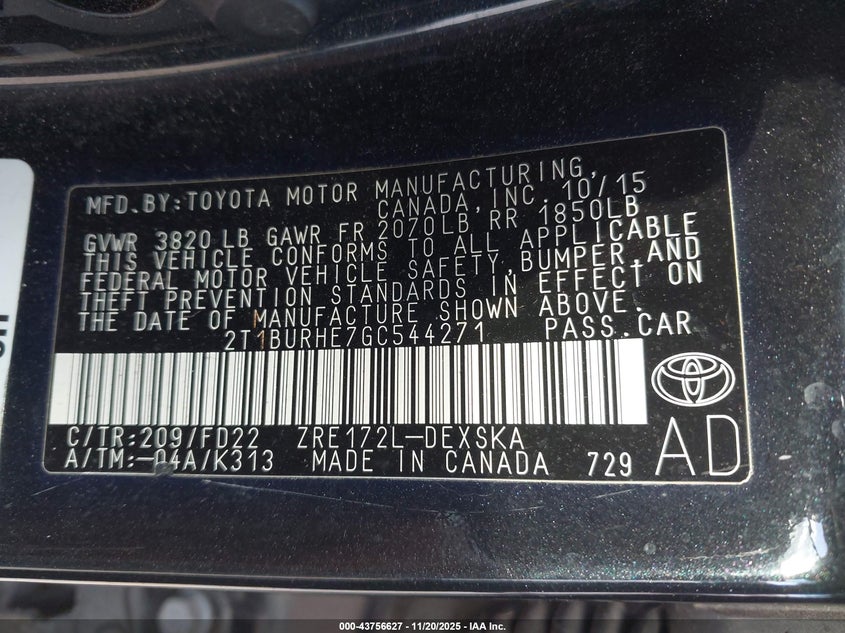 MFD.BY:TOYOTA MOTOR MANUFACTURING,
CANADA,INC. 10/15
GVWR 3820 LB GAWR FR 2070LB RR 1850LB
THIS VEHICLE CONFORMS TO ALL APPLICABLE
FEDERAL MOTOR VEHICLE SAFETY,BUMPER,AND
THEFT PREVENTION STANDARDS IN EFFECT ON
THE DATE OF MANUFACTURE SHOWN ABOVE.
2T1BURHE7GC544271 PASS.CAR
C/TR:209/FD22 ZRE172L-DEXSKA
A/TM:-04A/K313 MADE IN CANADA 729 AD
000-43756627 - 11/20/2025 - IAA Inc.